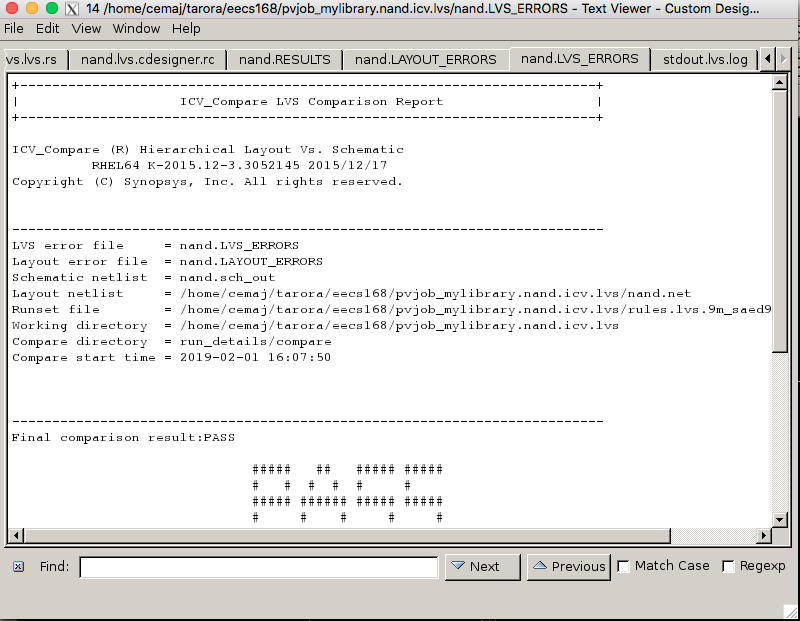 14 /home/cemaj/tarora/eecs168/pvjob_mylibrary.nand.icv.lvs/nand.LVS_ERRORS - Text Viewer - Custom Desig...
File Edit View Window Help
vs.lvs.rs nand.lvs.cdesigner.rc nand.RESULTS nand.LAYOUT_ERRORS nand.LVS_ERRORS stdout.lvs.log
+------------------------------------------------------------------------+
|                    ICV_Compare LVS Comparison Report                   |
+------------------------------------------------------------------------+
ICV_Compare (R) Hierarchical Layout Vs. Schematic
          RHEL64 K-2015.12-3.3052145 2015/12/17
Copyright (C) Synopsys, Inc. All rights reserved.
--------------------------------------------------------------------------
LVS error file     = nand.LVS_ERRORS
Layout error file  = nand.LAYOUT_ERRORS
Schematic netlist  = nand.sch_out
Layout netlist     = /home/cemaj/tarora/eecs168/pvjob_mylibrary.nand.icv.lvs/nand.net
Runset file        = /home/cemaj/tarora/eecs168/pvjob_mylibrary.nand.icv.lvs/rules.lvs.9m_saed9
Working directory  = /home/cemaj/tarora/eecs168/pvjob_mylibrary.nand.icv.lvs
Compare directory  = run_details/compare
Compare start time = 2019-02-01 16:07:50
--------------------------------------------------------------------------
Final comparison result:PASS
                              #####   ##   ##### #####
                              #   #  #  #  #     #
                              ##### ###### ##### #####
                              #     #    #     #     #
Find: Next Previous Match Case Regexp